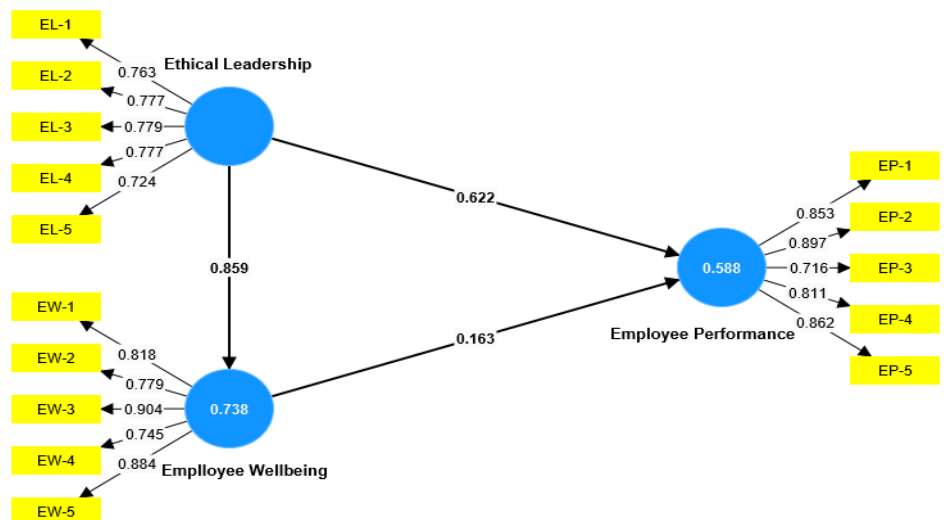 EL-1
Ethical Leadership
0.763
EL-2
0.777
EL-3
0.779
EL-4
0.777
0.724
EL-5
0.622
0.859
EP-1
0.853
EP-2
0.897
0.588
0.716
EP-3
0.811
EP-4
0.862
Employee Performance
EP-5
0.163
EW-1
0.818
EW-2
0.779
EW-3
0.904
0.738
0.745
EW-4
0.884
Emplloyee Wellbeing
EW-5